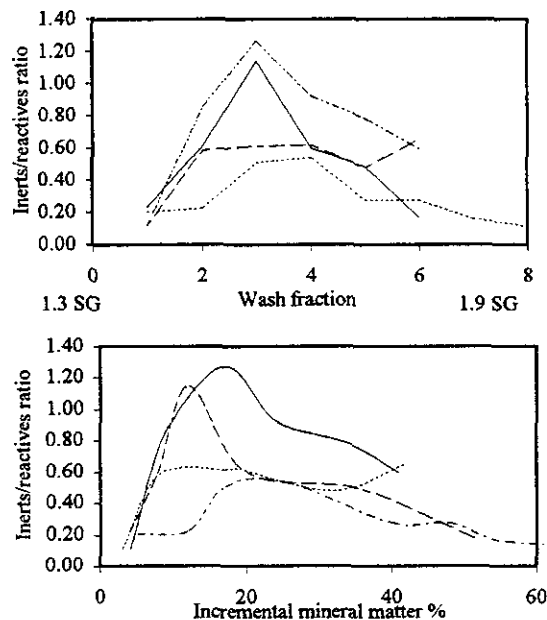 1.40
1.20
1.00
0.80
0.60
0.40
0.20
0.00
Inerts/reactives ratio
0 2 4 6 8
1.3 SG Wash fraction 1.9 SG
1.40
1.20
1.00
0.80
0.60
0.40
0.20
0.00
Inerts/reactives ratio
0 20 40 60
Incremental mineral matter %